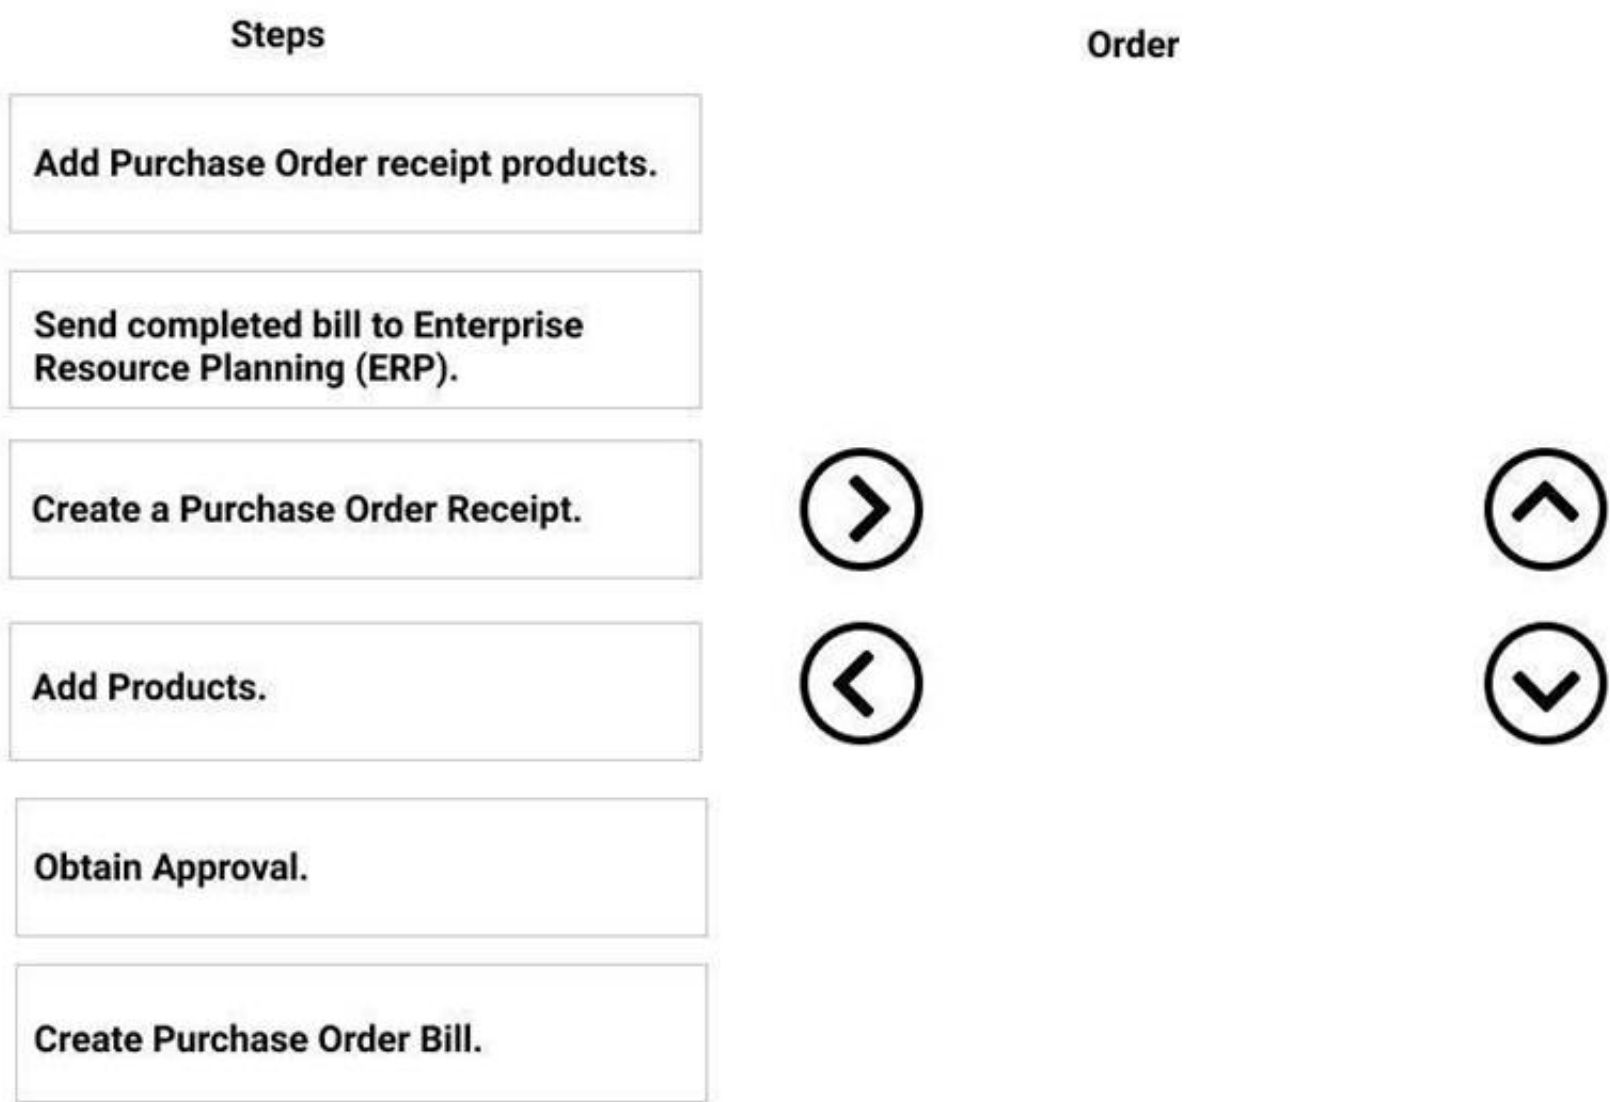 Steps
Order
Add Purchase Order receipt products.
Send completed bill to Enterprise
Resource Planning (ERP).
Create a Purchase Order Receipt.
Add Products.
Obtain Approval.
Create Purchase Order Bill.